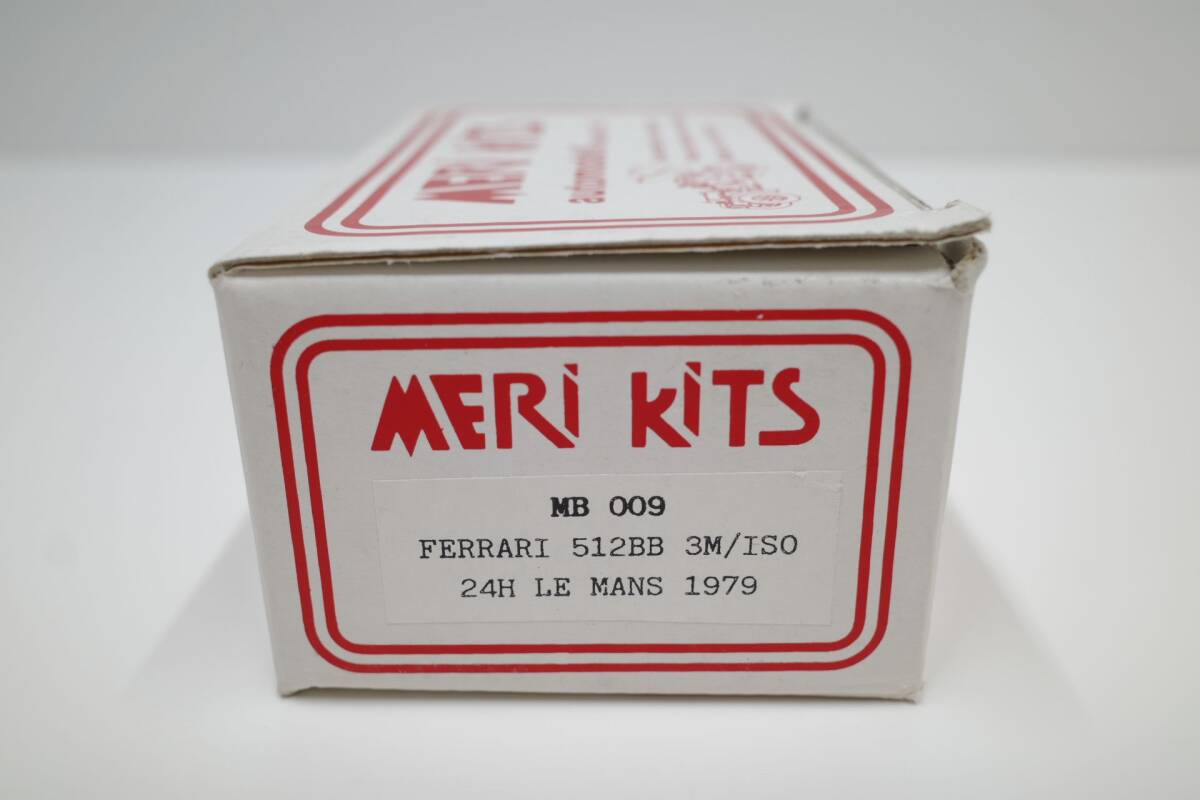 MERI KITS
MERI KITS
MB 009
FERRARI 512BB 3M/ISO
24H LE MANS 1979